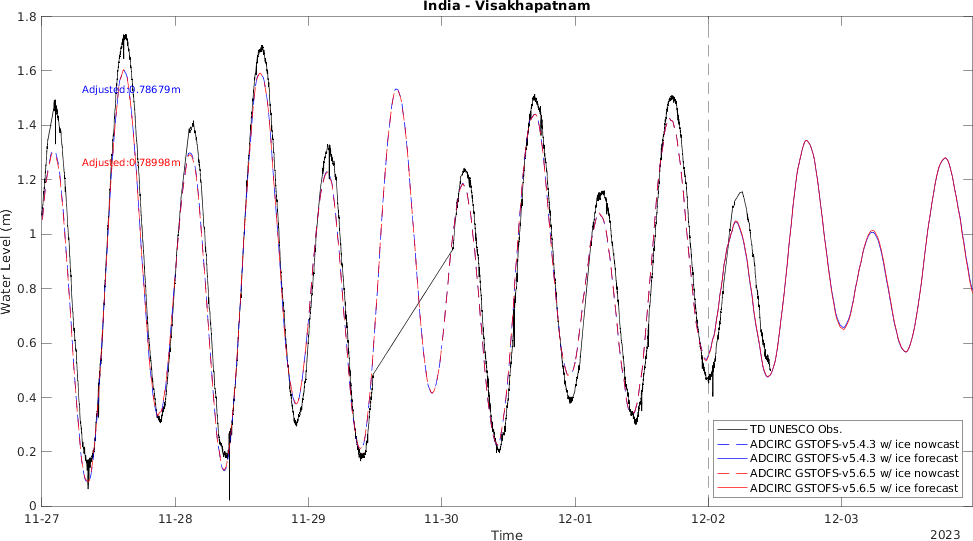 India - Visakhapatnam
1.8
1.6
1.4
1.2
1
0.8
0.6
0.4
0.2
0
Water Level (m)
Adjusted:0.78679m
Adjusted:0.78998m
TD UNESCO Obs.
ADCIRC GSTOFS-v5.4.3 w/ ice nowcast
ADCIRC GSTOFS-v5.4.3 w/ ice forecast
ADCIRC GSTOFS-v5.6.5 w/ ice nowcast
ADCIRC GSTOFS-v5.6.5 w/ ice forecast
11-27 11-28 11-29 11-30 12-01 12-02 12-03
Time
2023